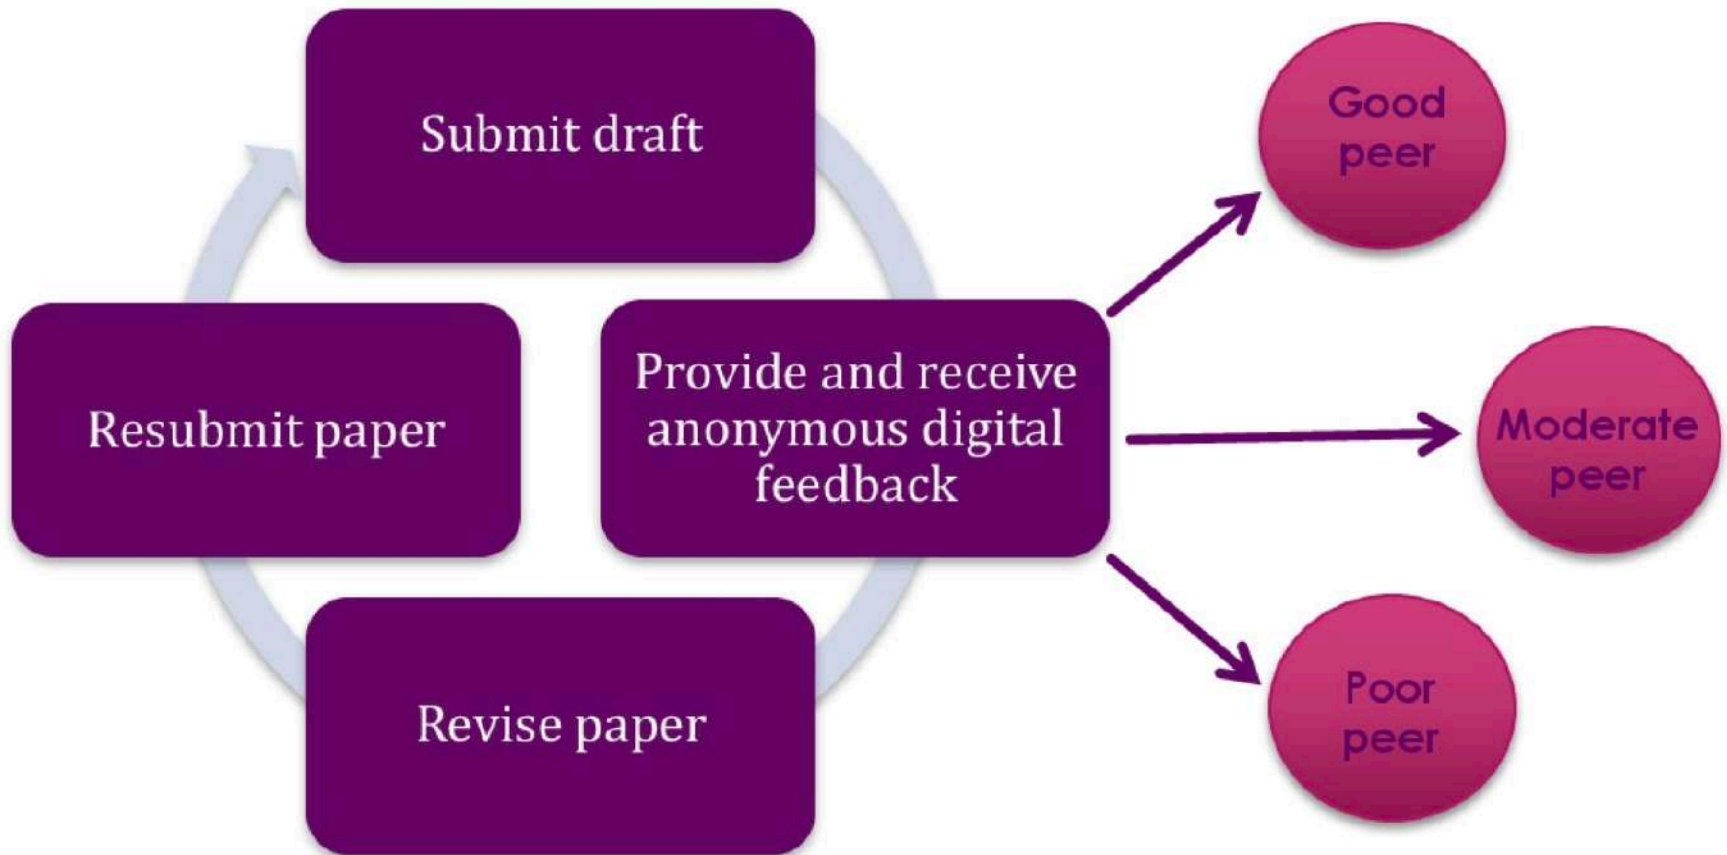 Submit draft
Provide and receive
anonymous digital
feedback
Revise paper
Resubmit paper
Good
peer
Moderate
peer
Poor
peer